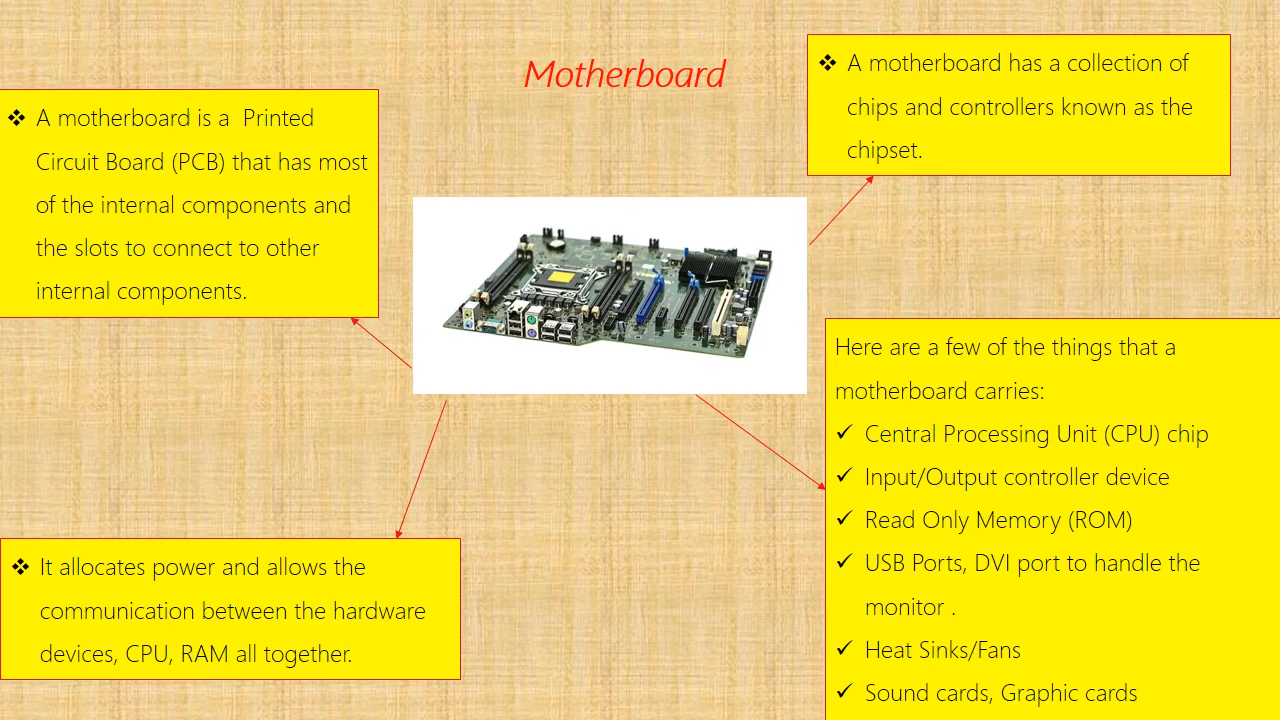 Motherboard
❖ A motherboard is a  Printed
Circuit Board (PCB) that has most
of the internal components and
the slots to connect to other
internal components.
❖ A motherboard has a collection of
chips and controllers known as the
chipset.
❖ It allocates power and allows the
communication between the hardware
devices, CPU, RAM all together.
Here are a few of the things that a
motherboard carries:
✓ Central Processing Unit (CPU) chip
✓ Input/Output controller device
✓ Read Only Memory (ROM)
✓ USB Ports, DVI port to handle the
monitor .
✓ Heat Sinks/Fans
✓ Sound cards, Graphic cards